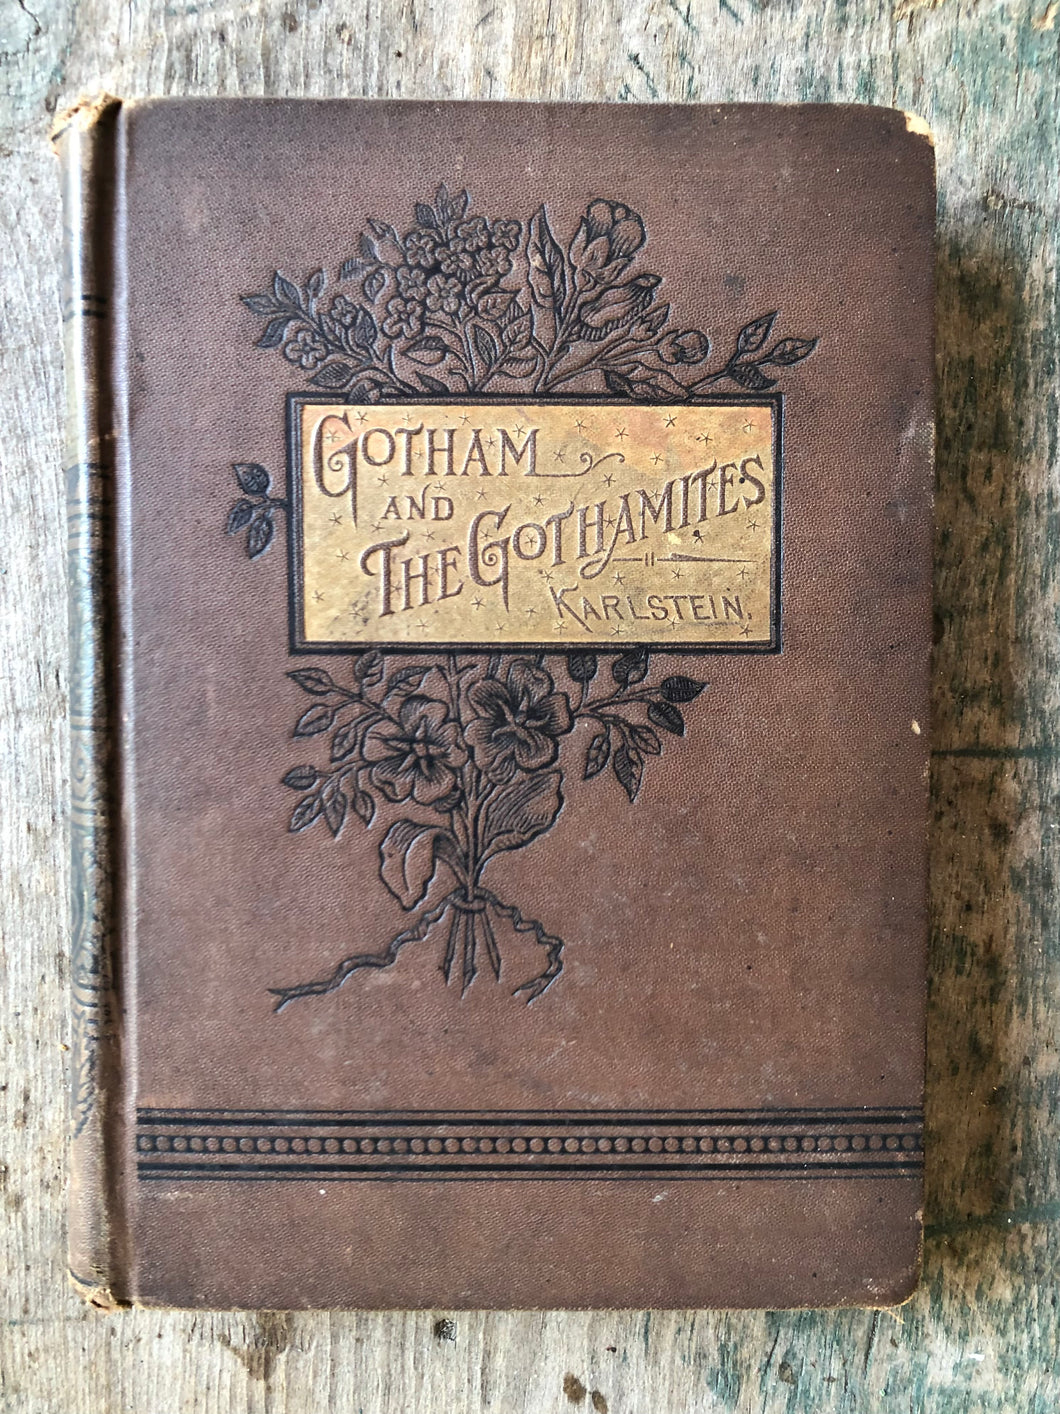 GOTHAM
AND
THE GOTHAMITES
KARLSTEIN.